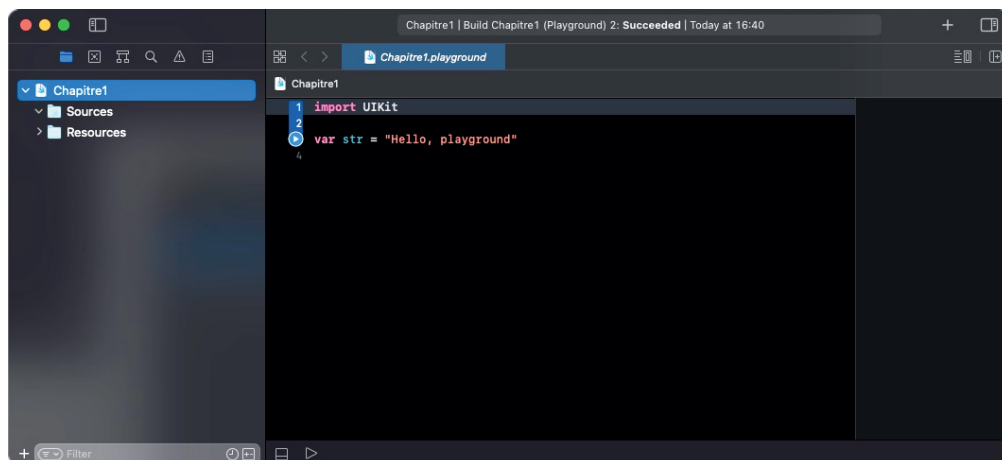 Chapitre1 | Build Chapitre1 (Playground) 2: Succeeded | Today at 16:40
Chapitre1.playground
Chapitre1
Sources
Resources
Chapitre1
1 import UIKit
2
var str = "Hello, playground"
4
Filter